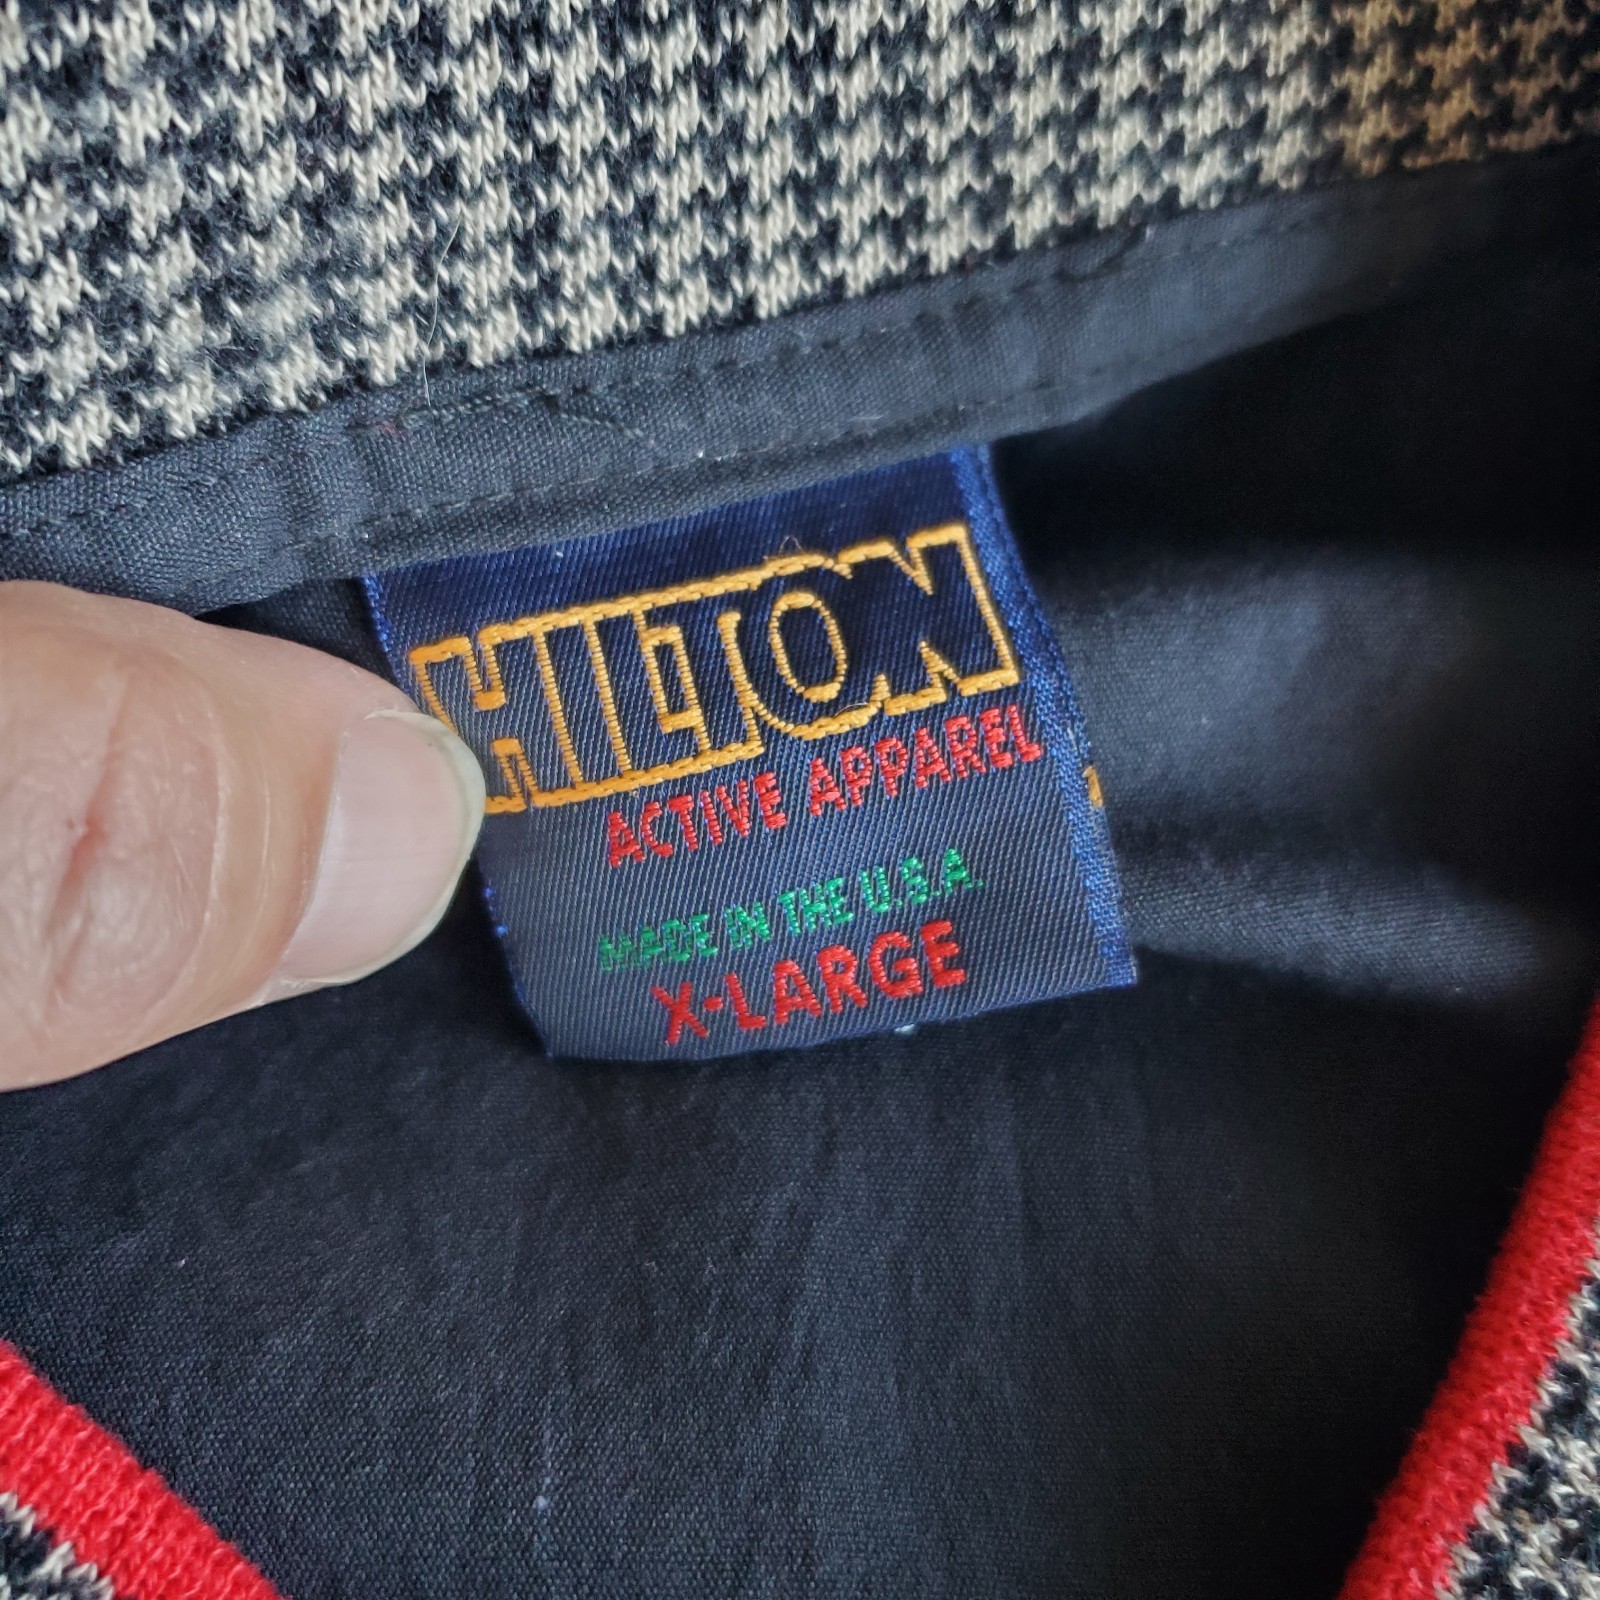 HILTON
ACTIVE APPAREL
MADE IN THE U.S.A.
X-LARGE